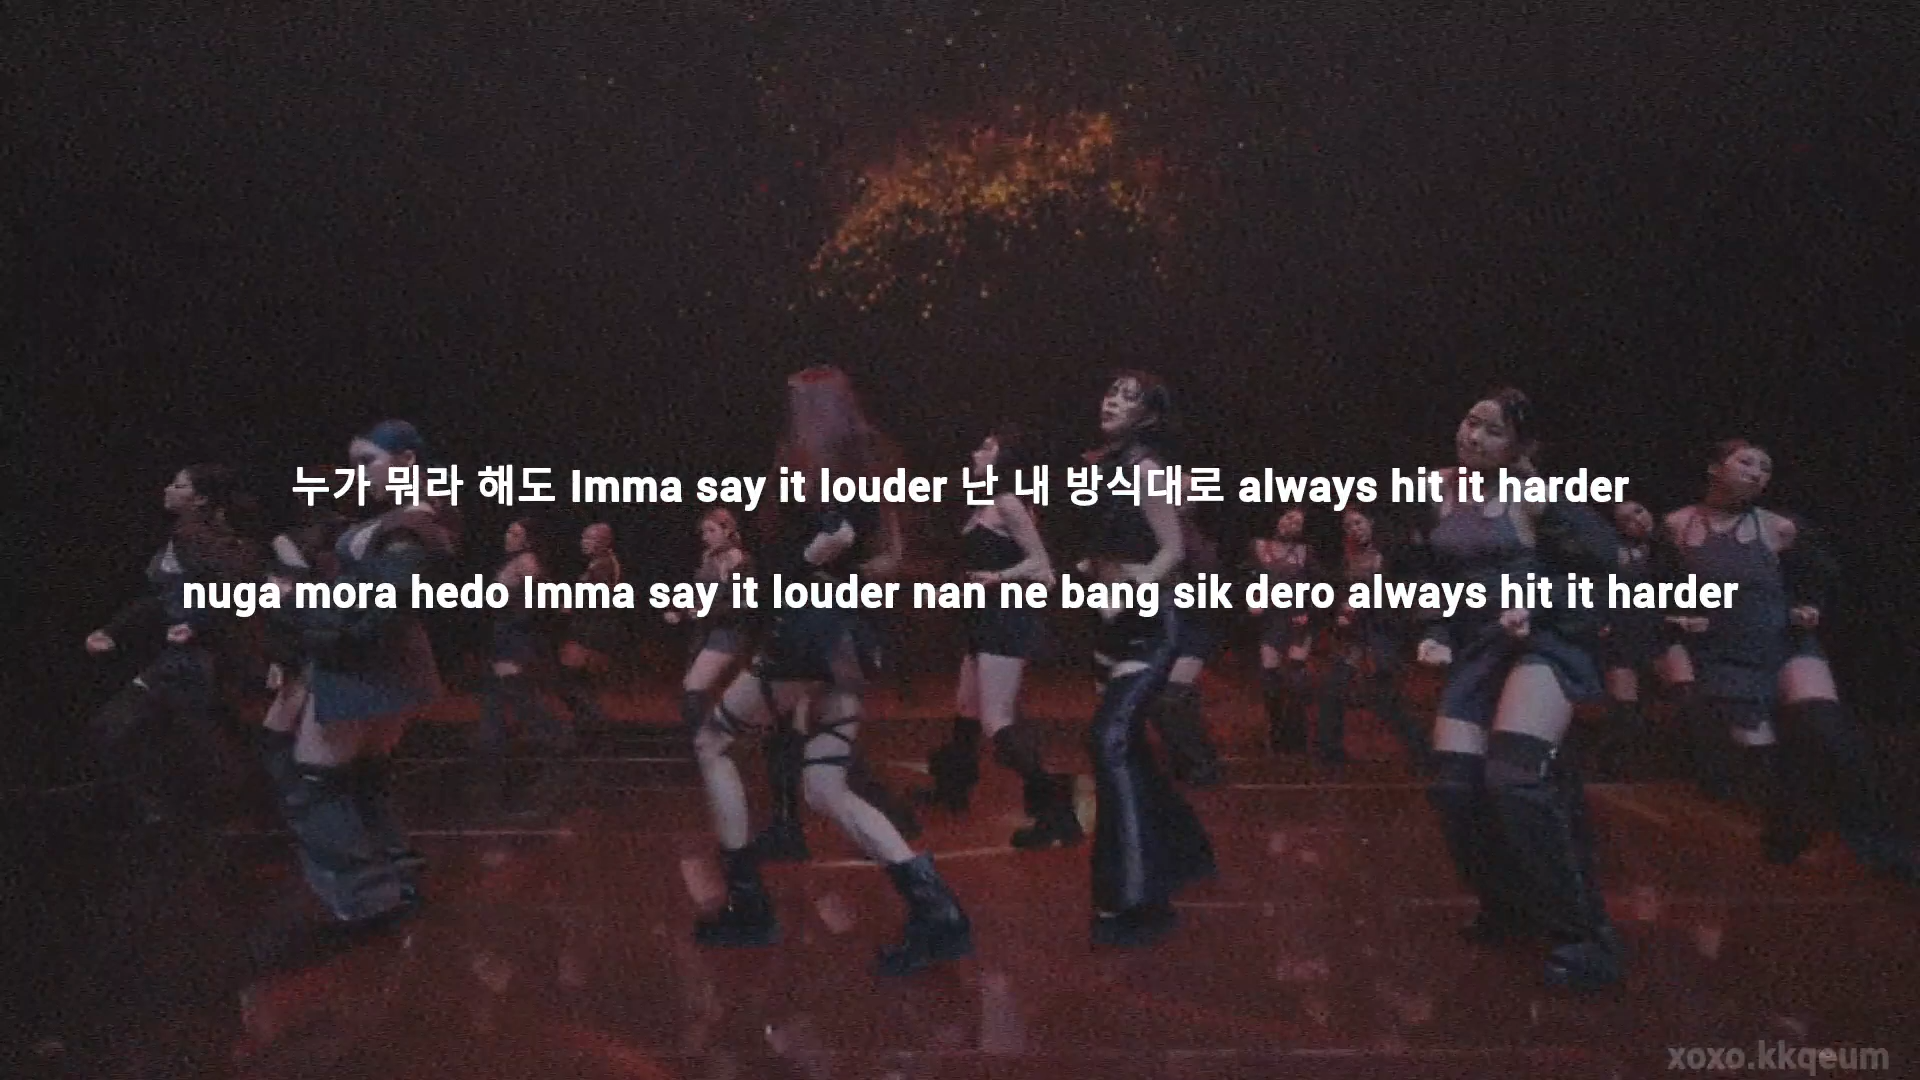 누가 뭐라 해도 Imma say it louder 난 내 방식대로 always hit it harder
nuga mora hedo Imma say it louder nan ne bang sik dero always hit it harder
xoxo.kkqeum